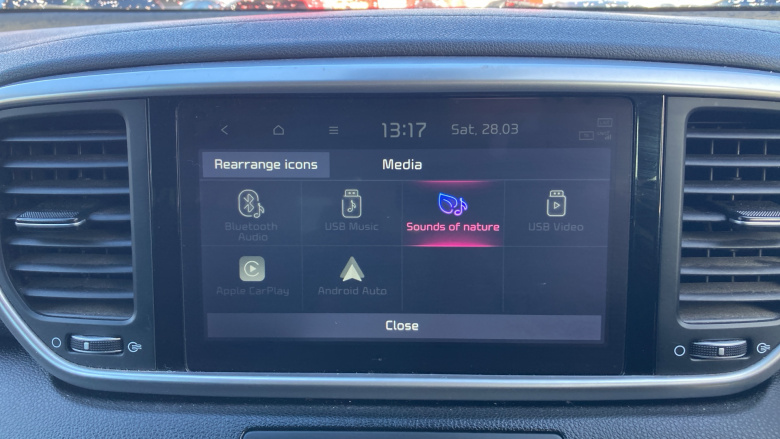 13:17 Sat, 28.03
Rearrange icons Media
Bluetooth Audio
USB Music
Sounds of nature
USB Video
Apple CarPlay
Android Auto
Close